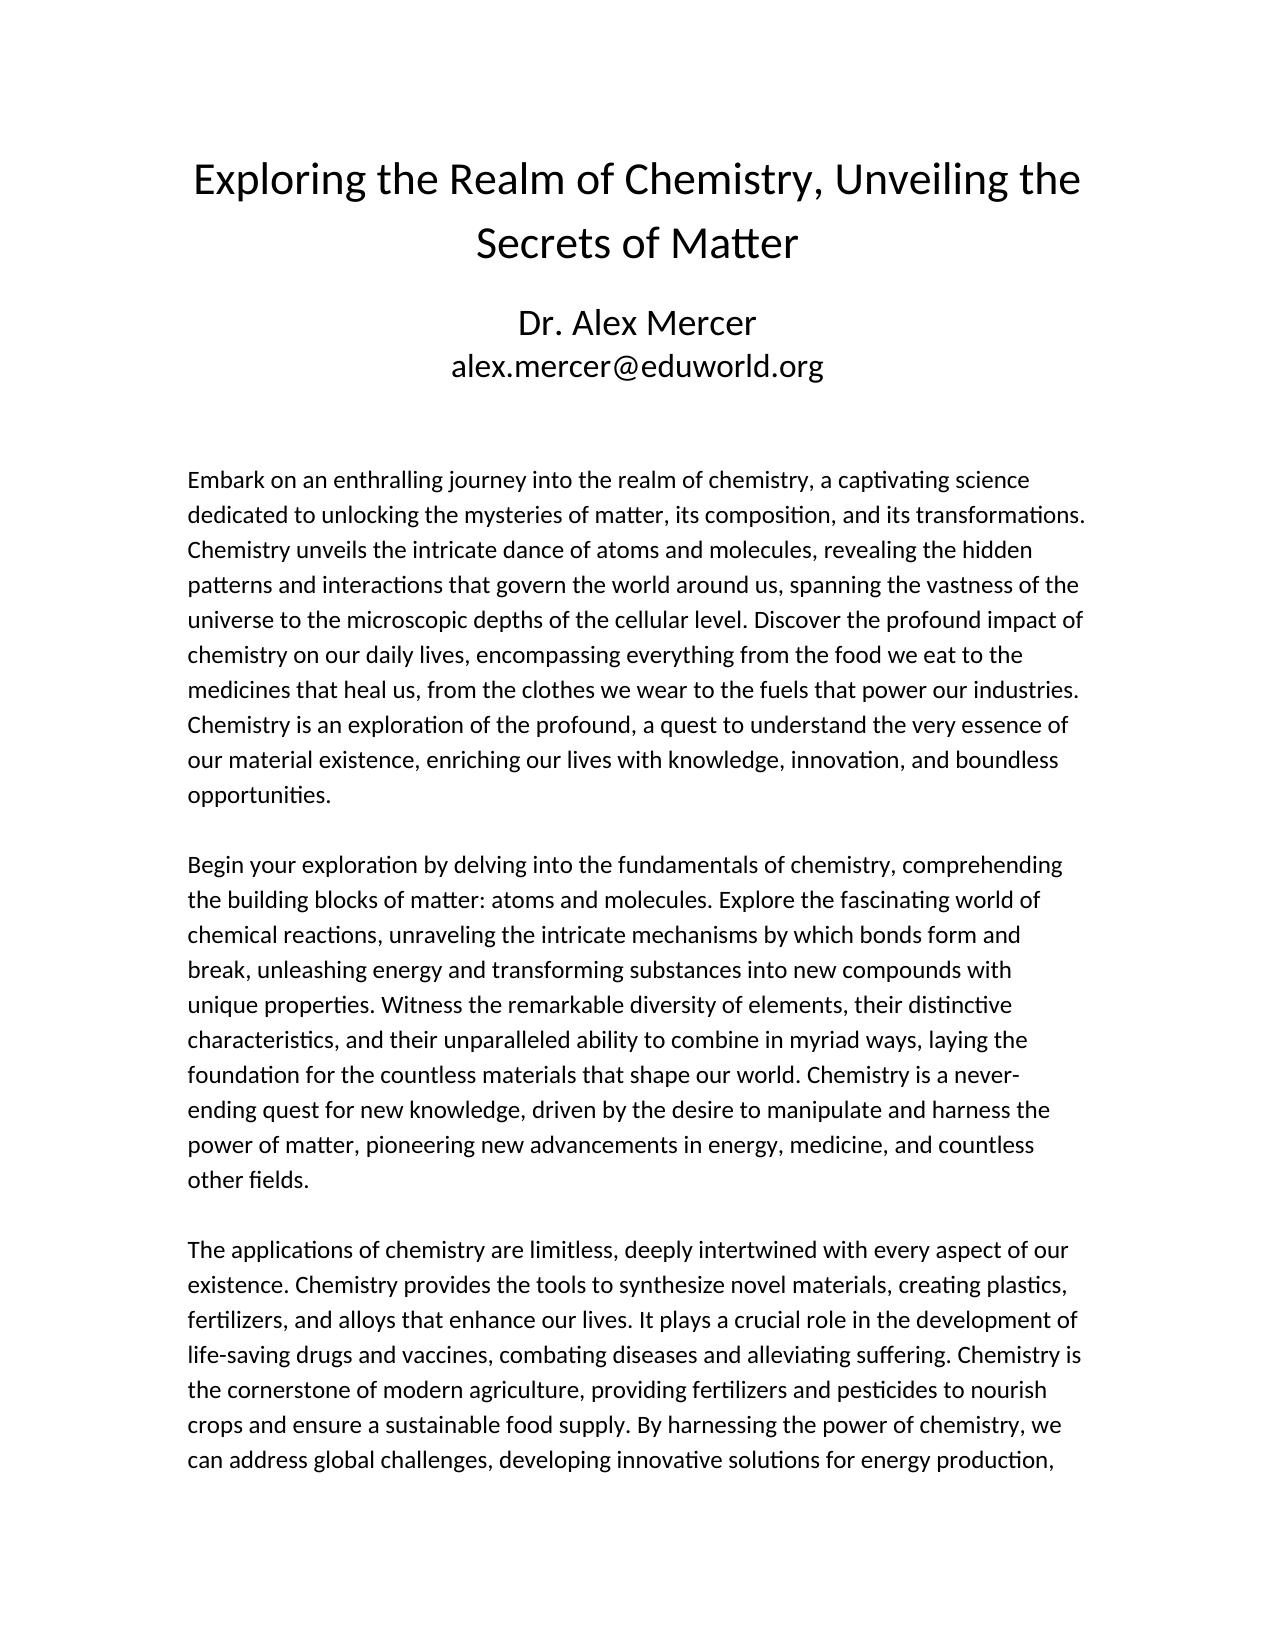 Exploring the Realm of Chemistry, Unveiling the
Secrets of Matter
Dr. Alex Mercer
alex.mercer@eduworld.org
Embark on an enthralling journey into the realm of chemistry, a captivating science
dedicated to unlocking the mysteries of matter, its composition, and its transformations.
Chemistry unveils the intricate dance of atoms and molecules, revealing the hidden
patterns and interactions that govern the world around us, spanning the vastness of the
universe to the microscopic depths of the cellular level. Discover the profound impact of
chemistry on our daily lives, encompassing everything from the food we eat to the
medicines that heal us, from the clothes we wear to the fuels that power our industries.
Chemistry is an exploration of the profound, a quest to understand the very essence of
our material existence, enriching our lives with knowledge, innovation, and boundless
opportunities.
Begin your exploration by delving into the fundamentals of chemistry, comprehending
the building blocks of matter: atoms and molecules. Explore the fascinating world of
chemical reactions, unraveling the intricate mechanisms by which bonds form and
break, unleashing energy and transforming substances into new compounds with
unique properties. Witness the remarkable diversity of elements, their distinctive
characteristics, and their unparalleled ability to combine in myriad ways, laying the
foundation for the countless materials that shape our world. Chemistry is a never-
ending quest for new knowledge, driven by the desire to manipulate and harness the
power of matter, pioneering new advancements in energy, medicine, and countless
other fields.
The applications of chemistry are limitless, deeply intertwined with every aspect of our
existence. Chemistry provides the tools to synthesize novel materials, creating plastics,
fertilizers, and alloys that enhance our lives. It plays a crucial role in the development of
life-saving drugs and vaccines, combating diseases and alleviating suffering. Chemistry is
the cornerstone of modern agriculture, providing fertilizers and pesticides to nourish
crops and ensure a sustainable food supply. By harnessing the power of chemistry, we
can address global challenges, developing innovative solutions for energy production,